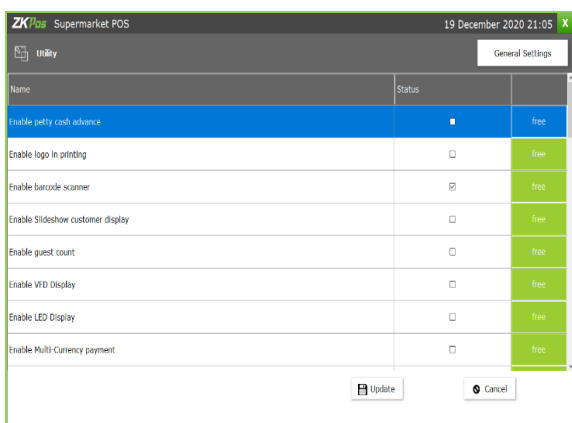 ZKPos Supermarket POS 19 December 2020 21:05 X
Utility General Settings
Name Status
Enable petty cash advance free
Enable logo in printing free
Enable barcode scanner free
Enable Slideshow customer display free
Enable guest count free
Enable VFD Display free
Enable LED Display free
Enable Multi-Currency payment free
Update Cancel